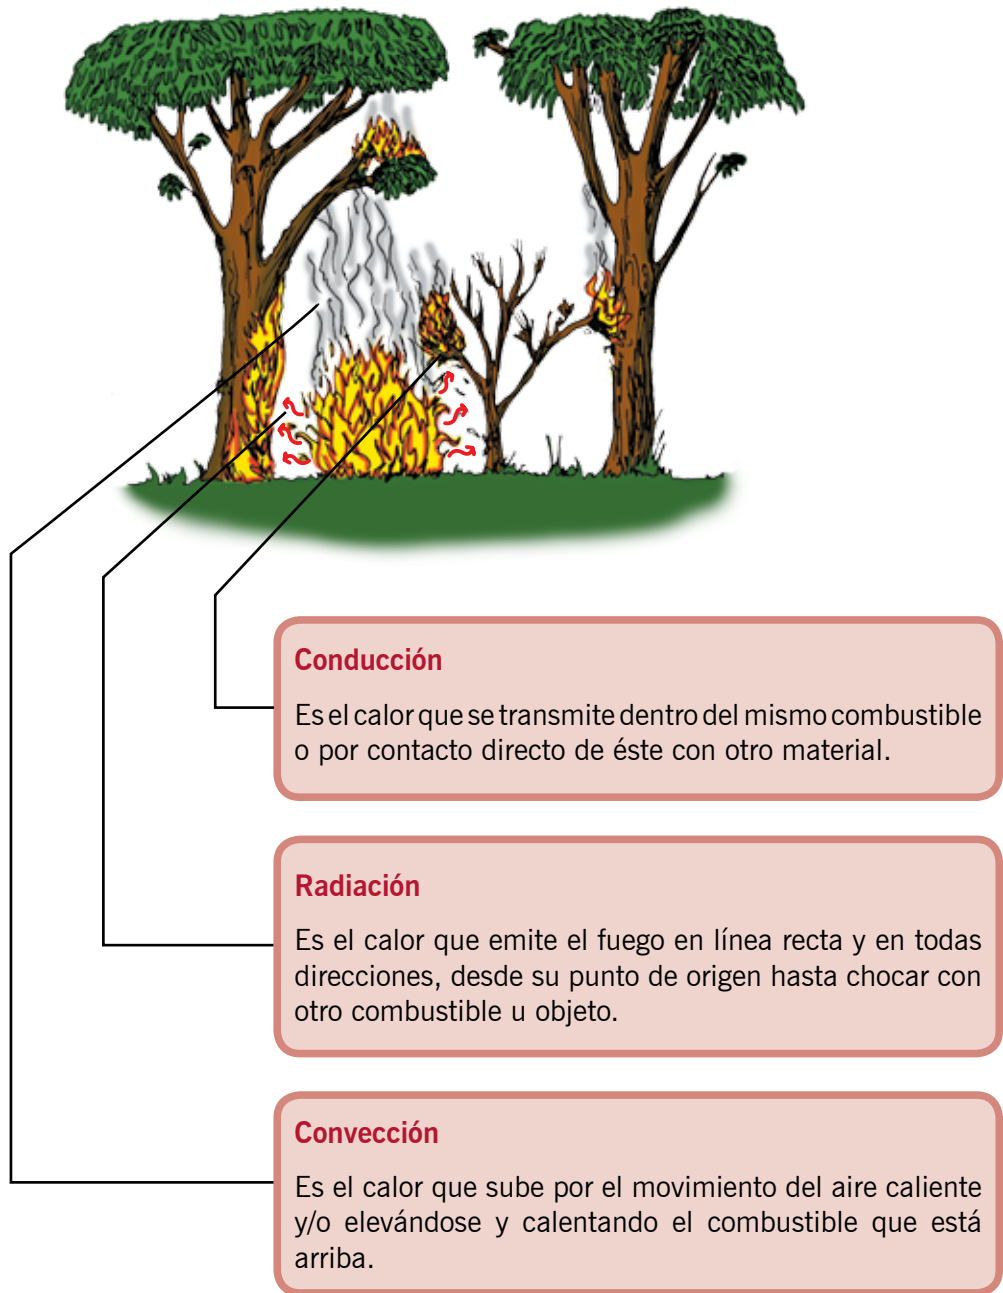 Conducción
Es el calor que se transmite dentro del mismo combustible
o por contacto directo de éste con otro material.
Radiación
Es el calor que emite el fuego en línea recta y en todas
direcciones, desde su punto de origen hasta chocar con
otro combustible u objeto.
Convección
Es el calor que sube por el movimiento del aire caliente
y/o elevándose y calentando el combustible que está
arriba.